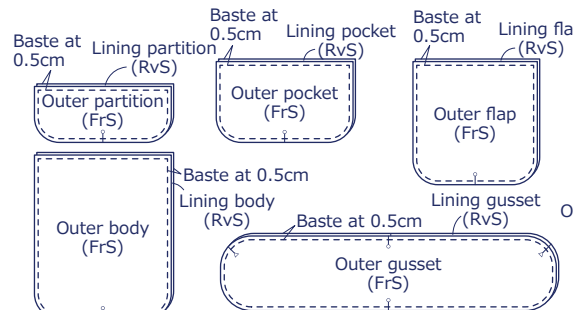 Baste at
0.5cm
Lining partition
(RvS)
Outer partition
(FrS)
Baste at
0.5cm
Lining pocket
(RvS)
Outer pocket
(FrS)
Baste at
0.5cm
Lining fla
(RvS)
Outer flap
(FrS)
Baste at 0.5cm
Lining body
(RvS)
Outer body
(FrS)
Baste at 0.5cm
Lining gusset
(RvS)
Outer gusset
(FrS)
O